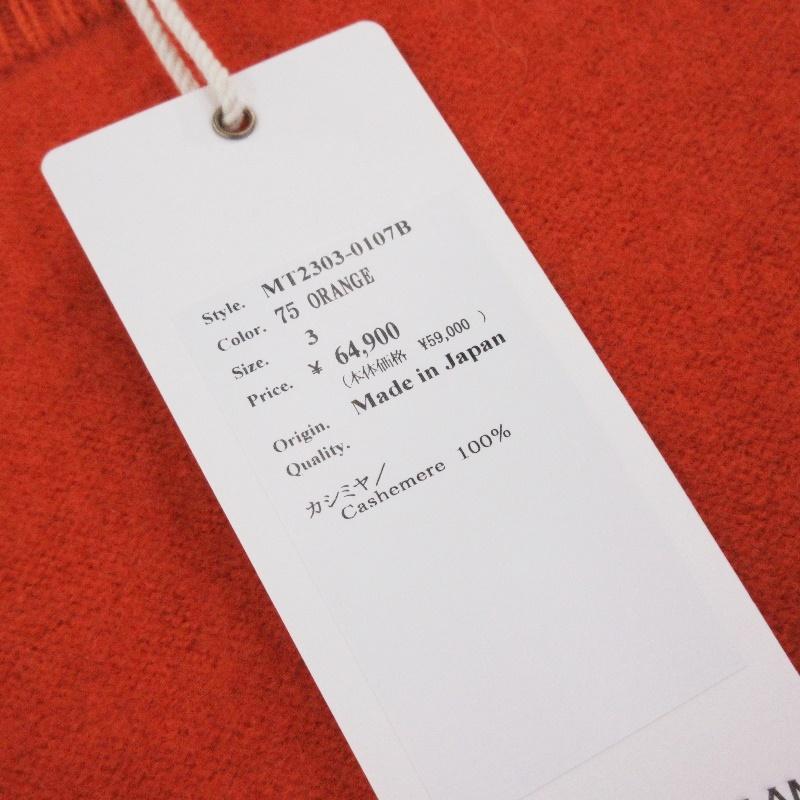 Style. MT2303-0107B
Color. 75 ORANGE
Size. 3
Price. ¥ 64,900
(本体価格 ¥59,000 )
Origin. Made in Japan
Quality.
カシミヤ/
Cashemere 100%